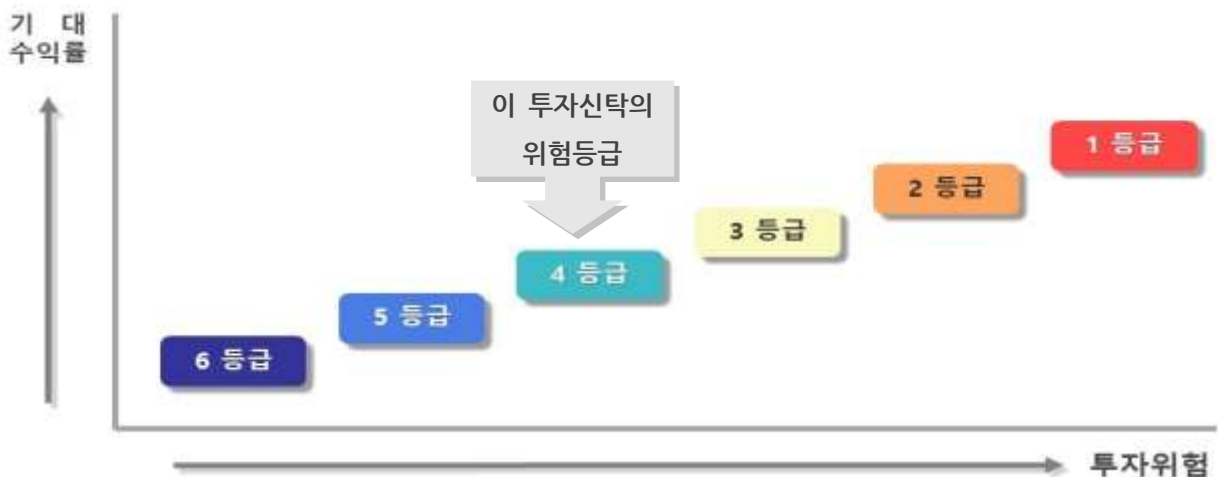 기 대
수익률
이 투자신탁의
위험등급
1 등급
2 등급
3 등급
4 등급
5 등급
6 등급
투자위험